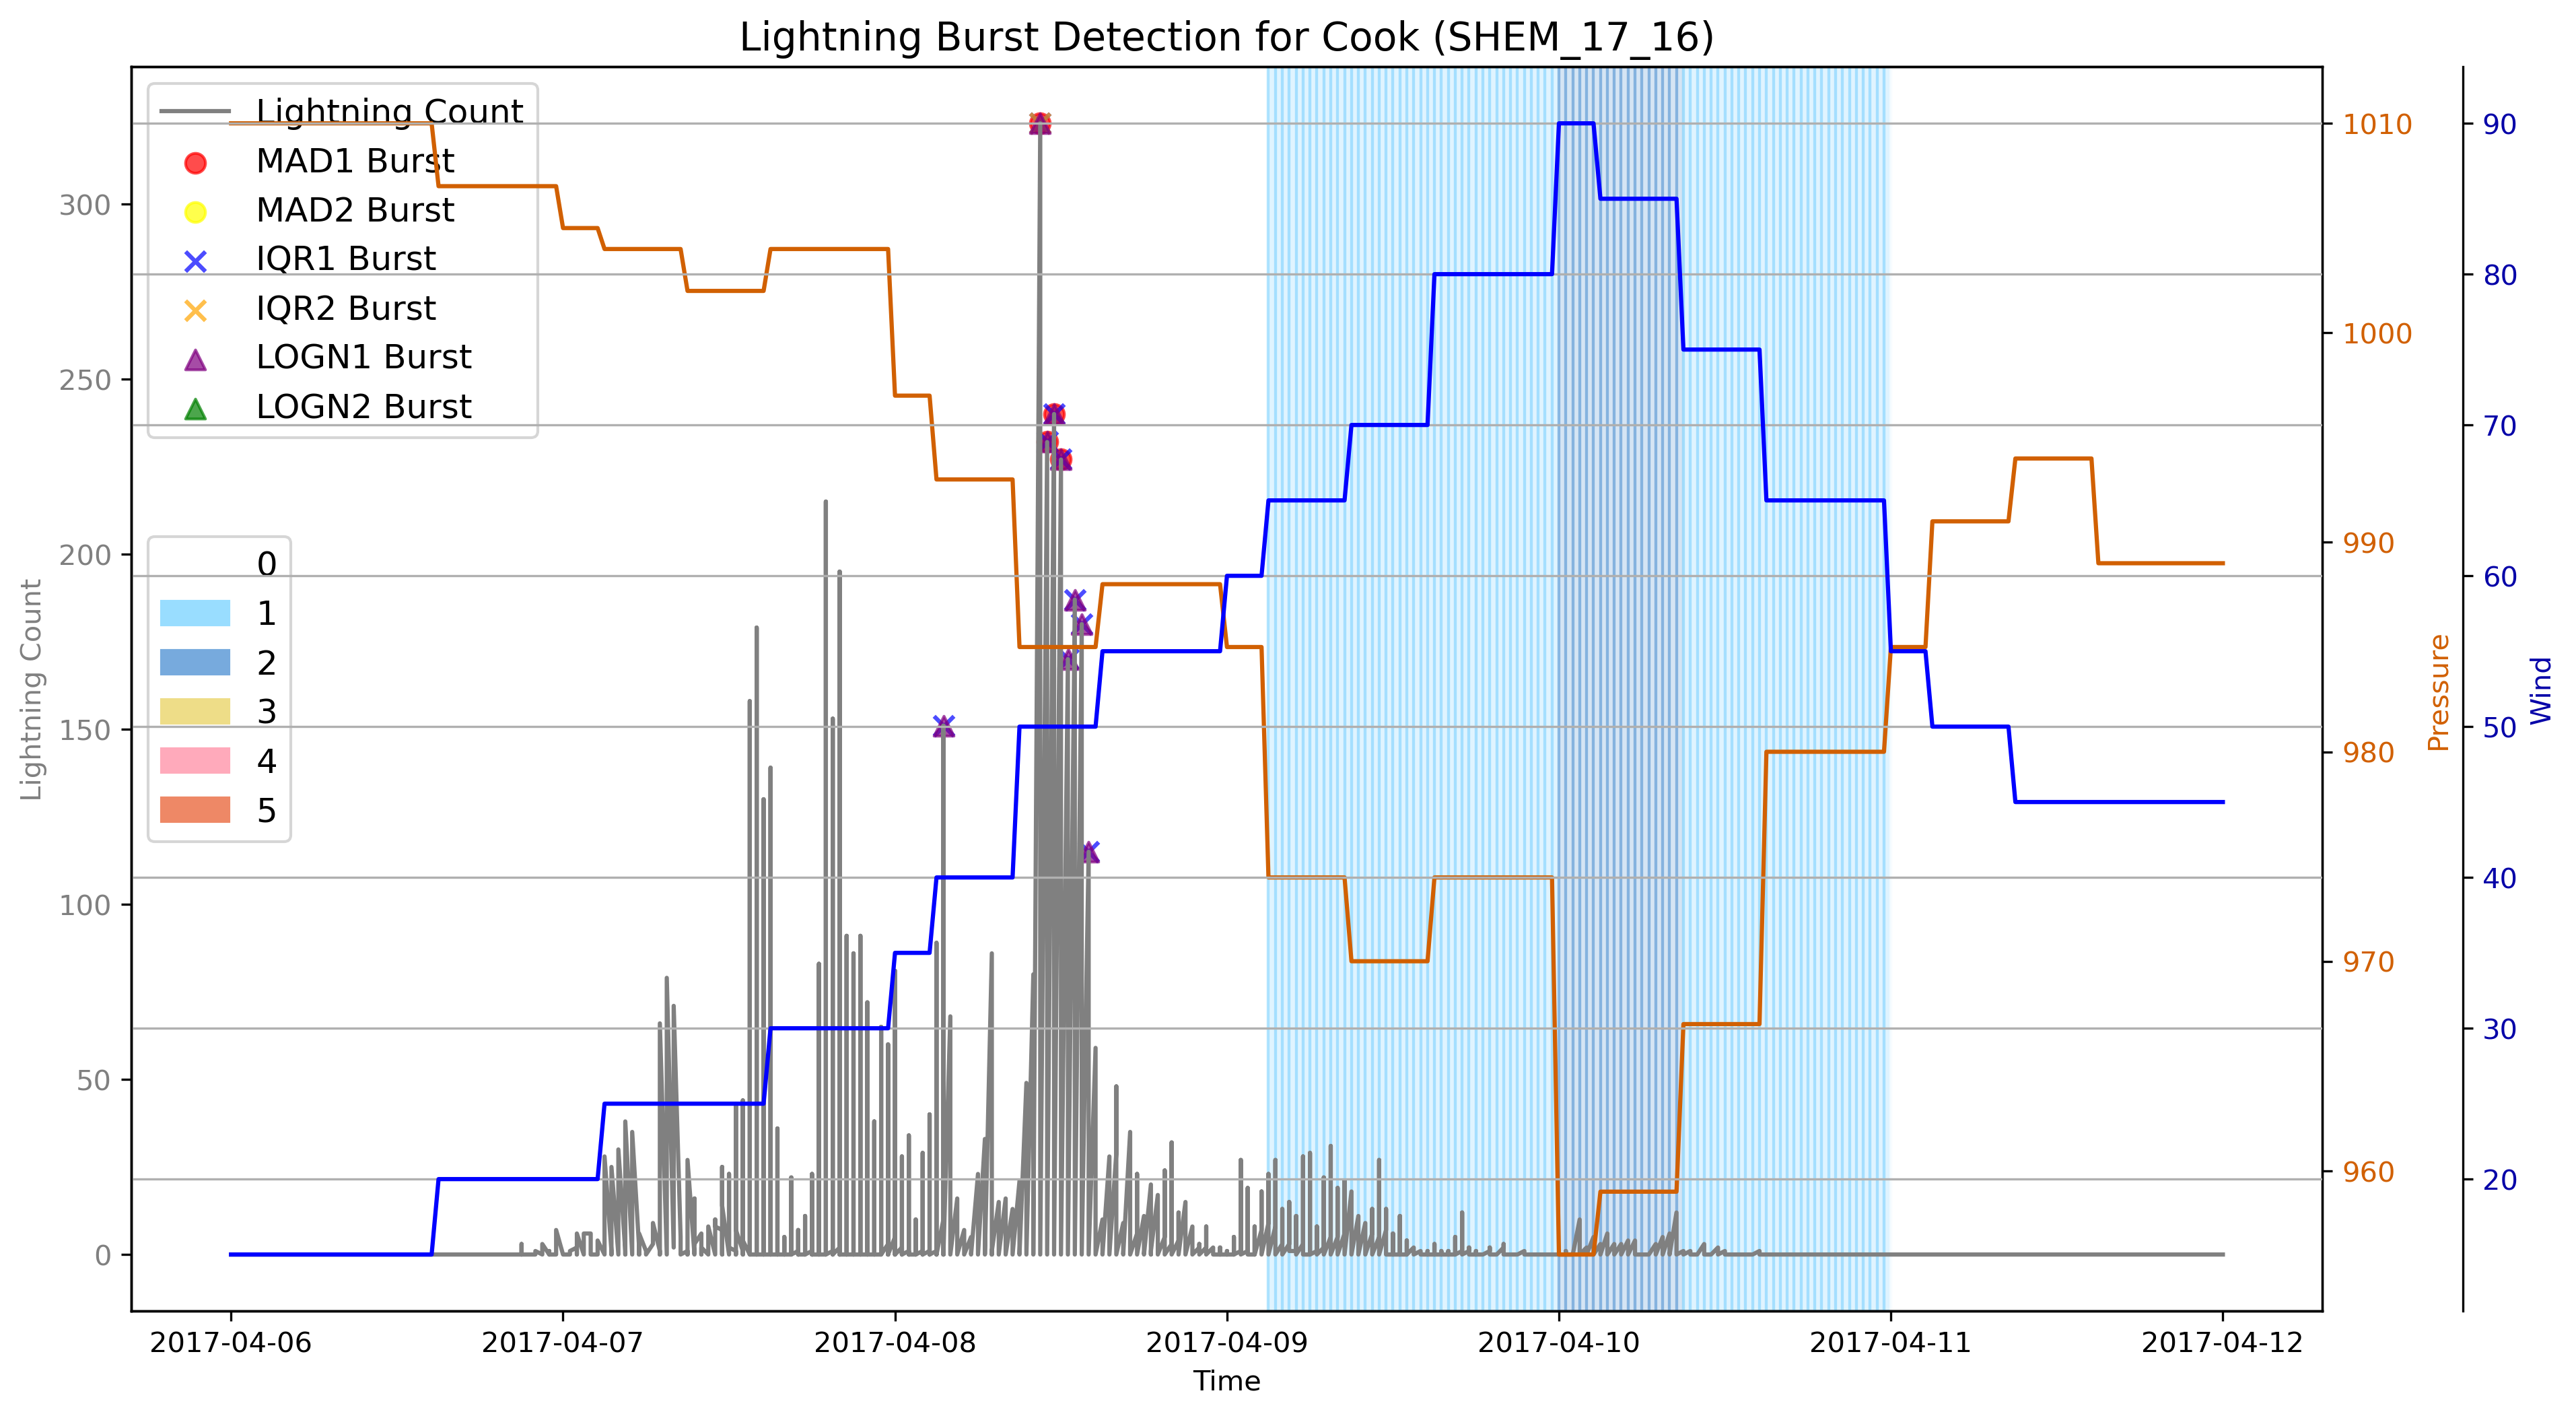 Lightning Burst Detection for Cook (SHEM_17_16)
Lightning Count
MAD1 Burst
MAD2 Burst
IQR1 Burst
IQR2 Burst
LOGN1 Burst
LOGN2 Burst
0
1
2
3
4
5
Lightning Count
300
250
200
150
100
50
0
1010
1000
990
980
970
960
Pressure
90
80
70
60
50
40
30
20
Wind
2017-04-06
2017-04-07
2017-04-08
2017-04-09
2017-04-10
2017-04-11
2017-04-12
Time